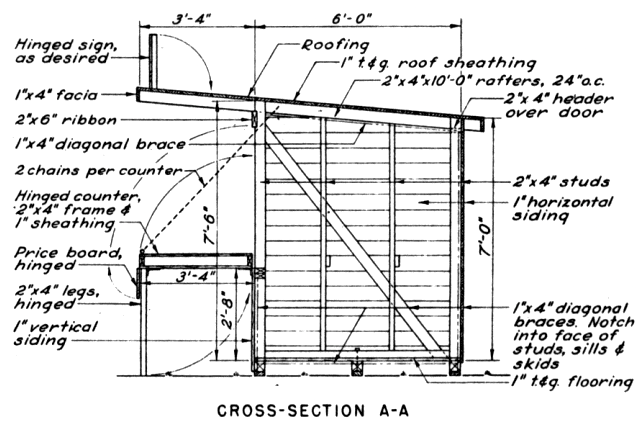 3'-4"
6'-0"
Hinged sign,
as desired
Roofing
1" t.&g. roof sheathing
2"x4"x10'-0" rafters, 24"o.c.
1"x4" facia
2"x4" header
over door
2"x6" ribbon
1"x4" diagonal brace
2 chains per counter
Hinged counter,
2"x4" frame &
1" sheathing
2"x4" studs
1" horizontal
siding
7'-6"
7'-0"
Price board,
hinged
3'-4"
2"x4" legs,
hinged
2'-8"
1" vertical
siding
1"x4" diagonal
braces. Notch
into face of
studs, sills &
skids
1" t.&g. flooring
CROSS-SECTION A-A